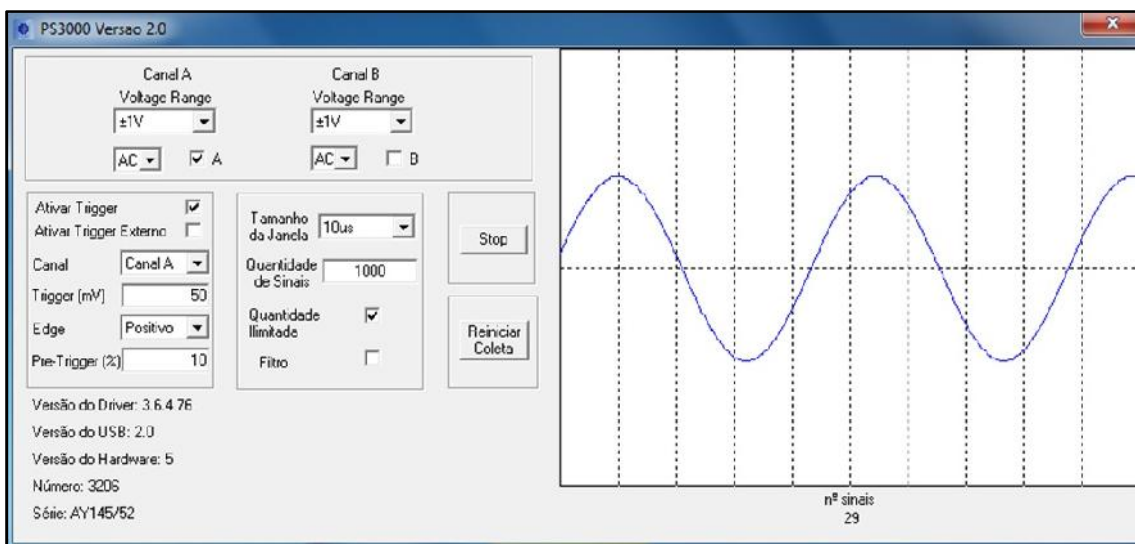 PS3000 Versao 2.0
Canal A
Voltage Range
±1V
AC
A
Canal B
Voltage Range
±1V
AC
B
Ativar Trigger
Ativar Trigger Externo
Canal
Canal A
Trigger (mV)
50
Edge
Positivo
Pre-Trigger (%)
10
Tamanho
da Janela
10us
Quantidade
de Sinais
1000
Quantidade
Ilimitade
Filtro
Stop
Reiniciar
Coleta
Versão do Driver: 3.6.4.76
Versão do USB: 2.0
Versão do Hardware: 5
Número: 3206
Série: AY145/52
nº sinais
29